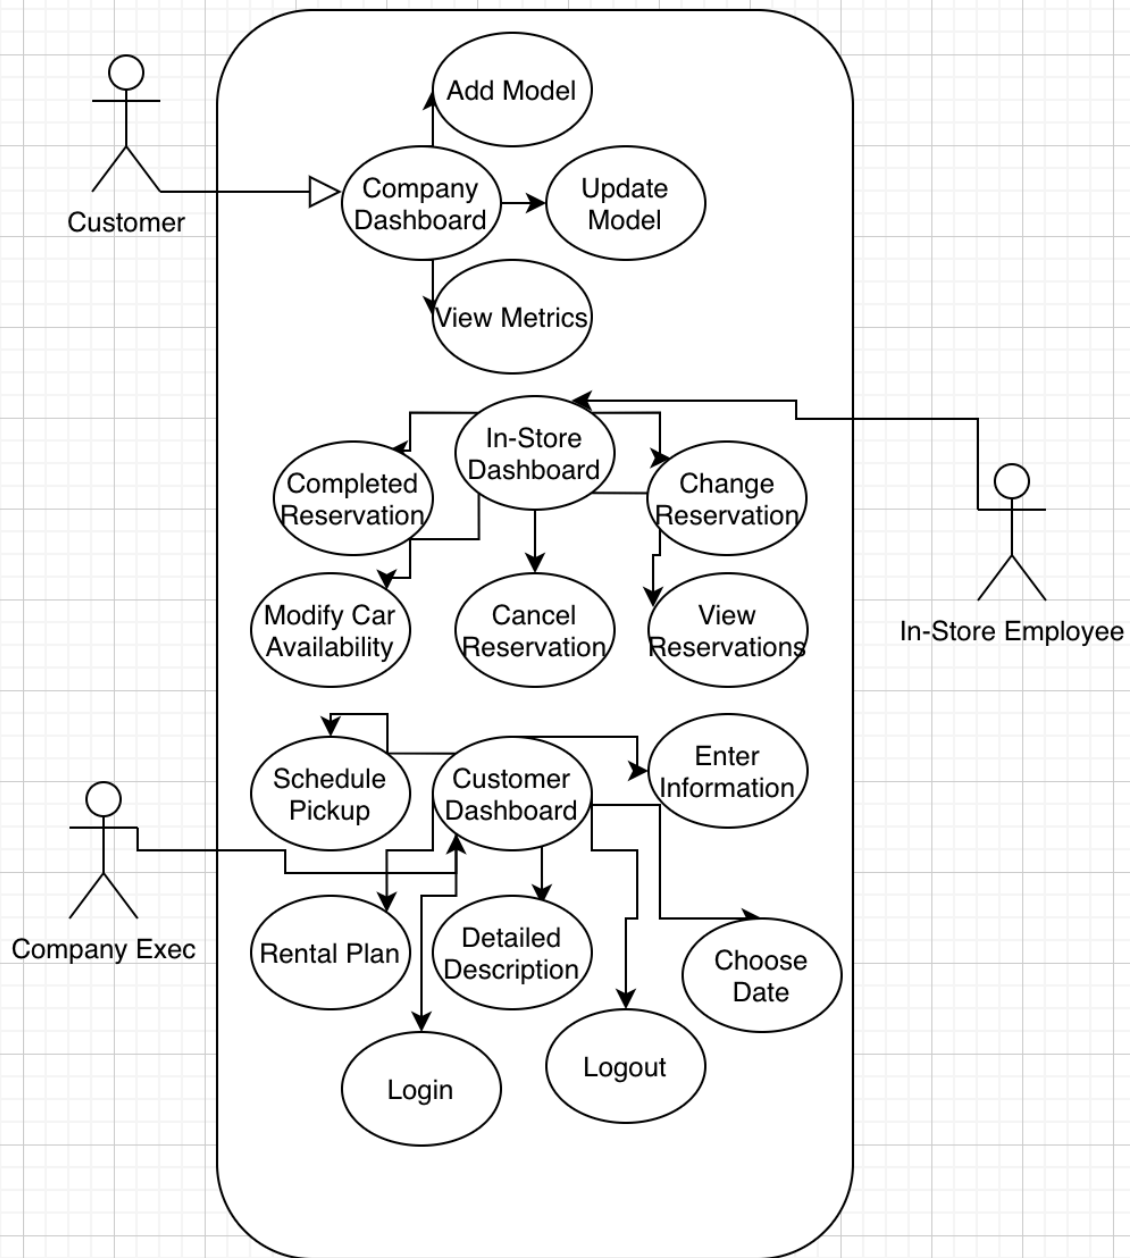 Add Model
Company
Dashboard
Update
Model
Customer
View Metrics
In-Store
Dashboard
Completed
Reservation
Change
Reservation
Modify Car
Availability
Cancel
Reservation
View
Reservations
In-Store Employee
Schedule
Pickup
Customer
Dashboard
Enter
Information
Company Exec
Rental Plan
Detailed
Description
Choose
Date
Login
Logout